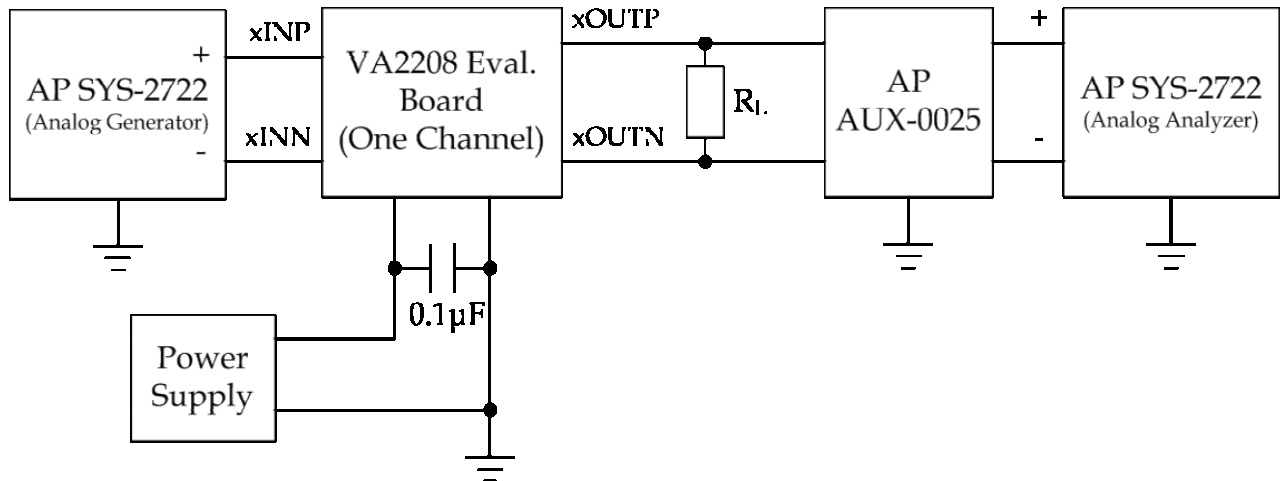 xINP
xOUTP
+
+
VA2208 Eval.
Board
(One Channel)
AP SYS-2722
(Analog Generator)
RL
AP
AUX-0025
AP SYS-2722
(Analog Analyzer)
xINN
-
xOUTN
-
0.1µF
Power
Supply